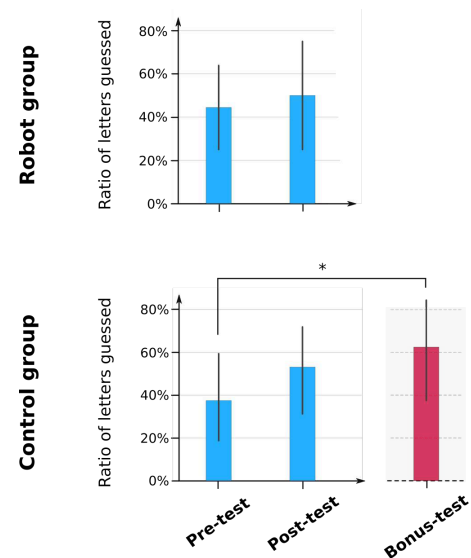 Robot group
Ratio of letters guessed
80%
60%
40%
20%
0%
*
Control group
Ratio of letters guessed
80%
60%
40%
20%
0%
Pre-test
Post-test
Bonus-test